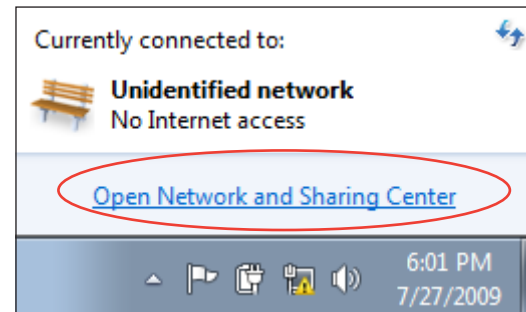 Currently connected to:
Unidentified network
No Internet access
Open Network and Sharing Center
6:01 PM
7/27/2009